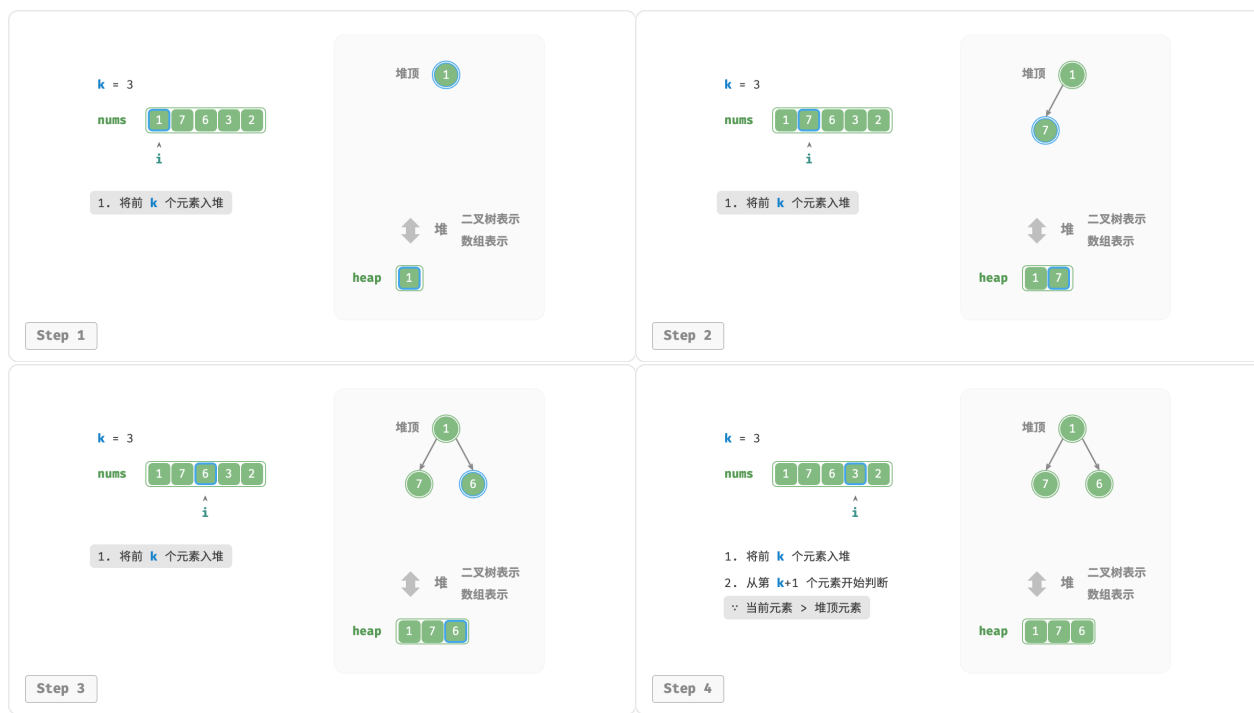 k = 3
堆顶 1
nums 1 7 6 3 2
i
1. 将前 k 个元素入堆
堆 二叉树表示
数组表示
heap 1
Step 1
k = 3
堆顶 1
7
nums 1 7 6 3 2
i
1. 将前 k 个元素入堆
堆 二叉树表示
数组表示
heap 1 7
Step 2
k = 3
堆顶 1
7 6
nums 1 7 6 3 2
i
1. 将前 k 个元素入堆
堆 二叉树表示
数组表示
heap 1 7 6
Step 3
k = 3
堆顶 1
7 6
nums 1 7 6 3 2
i
1. 将前 k 个元素入堆
2. 从第 k+1 个元素开始判断
∵ 当前元素 > 堆顶元素
堆 二叉树表示
数组表示
heap 1 7 6
Step 4